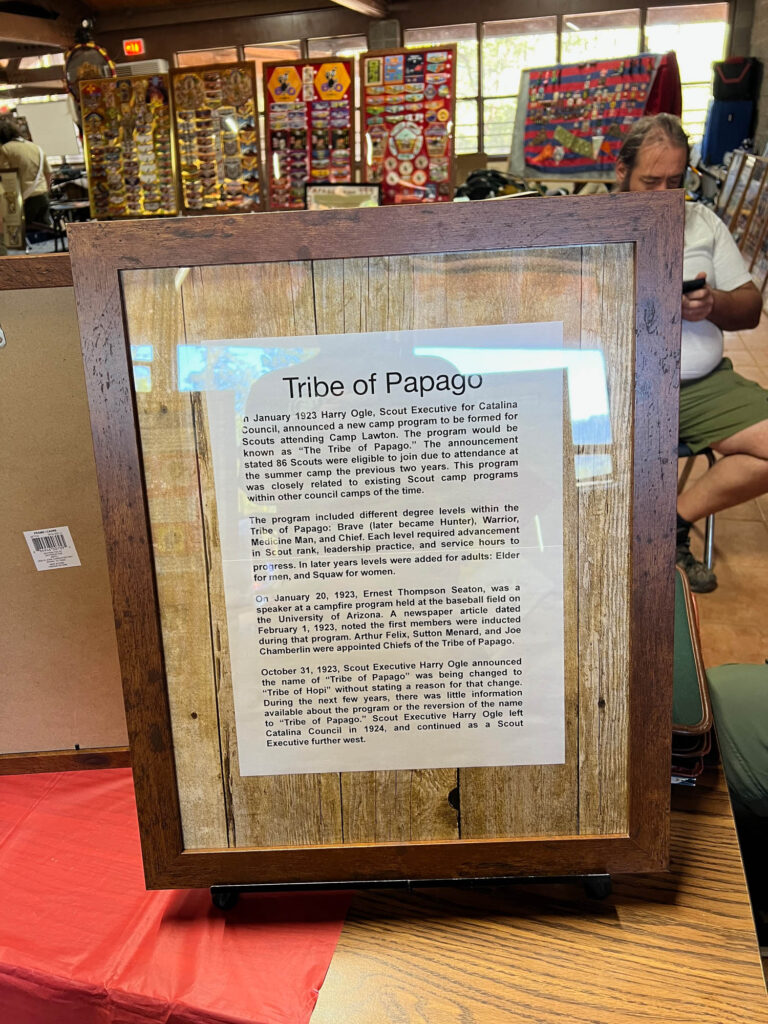 EXIT
Tribe of Papago
In January 1923 Harry Ogle, Scout Executive for Catalina
Council, announced a new camp program to be formed for
Scouts attending Camp Lawton. The program would be
known as “The Tribe of Papago.” The announcement
stated 86 Scouts were eligible to join due to attendance at
the summer camp the previous two years. This program
was closely related to existing Scout camp programs
within other council camps of the time.
The program included different degree levels within the
Tribe of Papago: Brave (later became Hunter), Warrior,
Medicine Man, and Chief. Each level required advancement
in Scout rank, leadership practice, and service hours to
progress. In later years levels were added for adults: Elder
for men, and Squaw for women.
On January 20, 1923, Ernest Thompson Seaton, was a
speaker at a campfire program held at the baseball field on
the University of Arizona. A newspaper article dated
February 1, 1923, noted the first members were inducted
during that program. Arthur Felix, Sutton Menard, and Joe
Chamberlin were appointed Chiefs of the Tribe of Papago.
October 31, 1923, Scout Executive Harry Ogle announced
the name of “Tribe of Papago” was being changed to
“Tribe of Hopi” without stating a reason for that change.
During the next few years, there was little information
available about the program or the reversion of the name
to “Tribe of Papago.” Scout Executive Harry Ogle left
Catalina Council in 1924, and continued as a Scout
Executive further west.